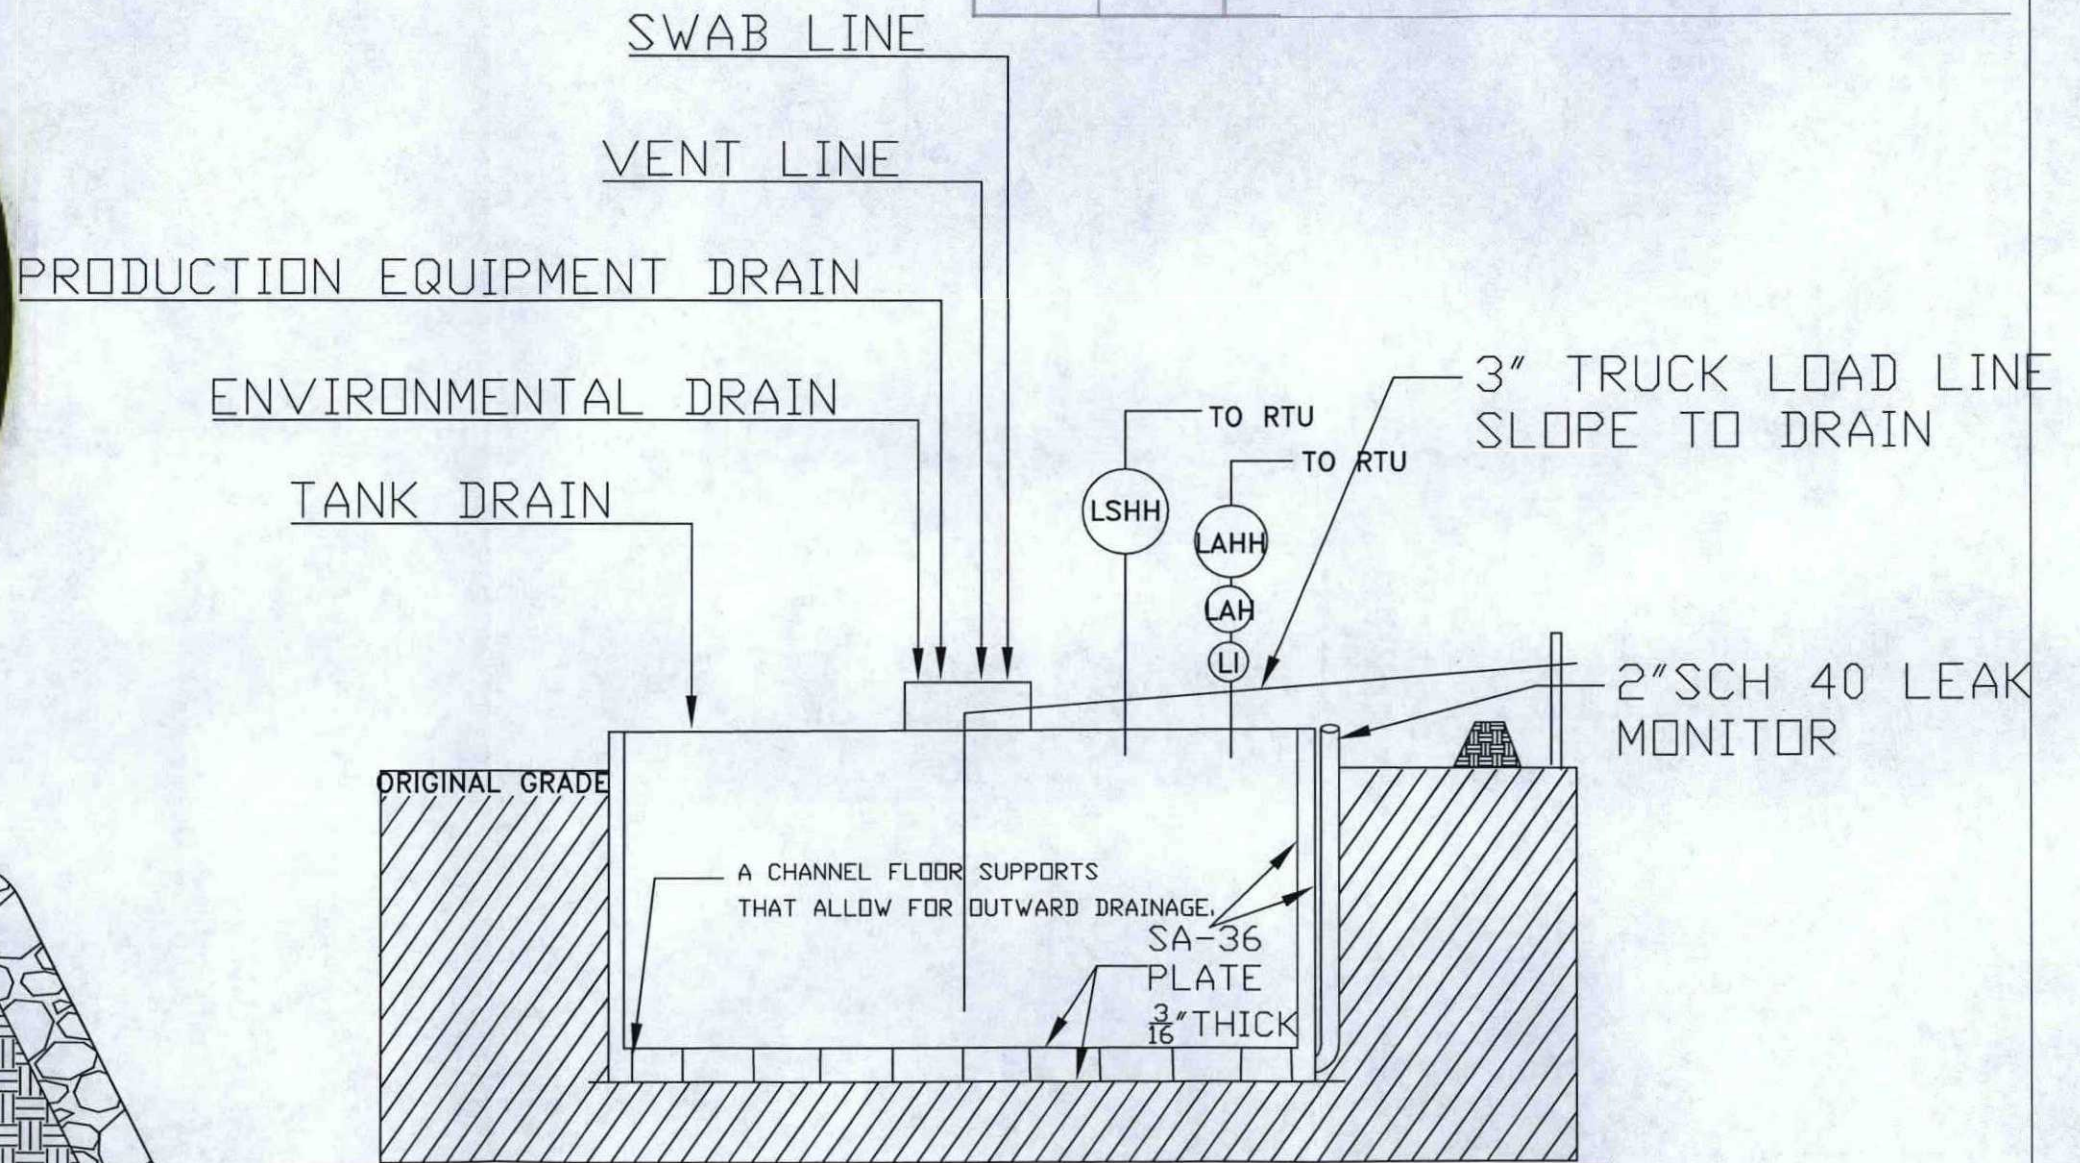 SWAB LINE
VENT LINE
PRODUCTION EQUIPMENT DRAIN
ENVIRONMENTAL DRAIN
TANK DRAIN
TO RTU
TO RTU
3" TRUCK LOAD LINE
SLOPE TO DRAIN
LSHH
LAHH
LAH
LI
2"SCH 40 LEAK
MONITOR
ORIGINAL GRADE
A CHANNEL FLOOR SUPPORTS
THAT ALLOW FOR OUTWARD DRAINAGE.
SA-36
PLATE
3/16"THICK